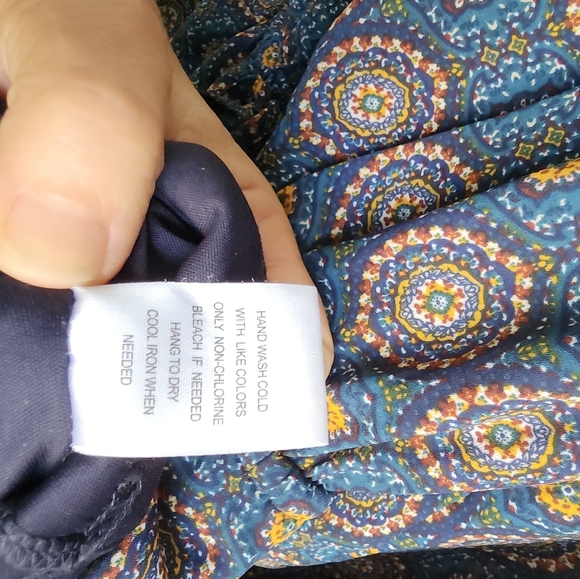 HAND WASH COLD
WITH LIKE COLORS
ONLY NON-CHLORINE
BLEACH IF NEEDED
HANG TO DRY
COOL IRON WHEN
NEEDED